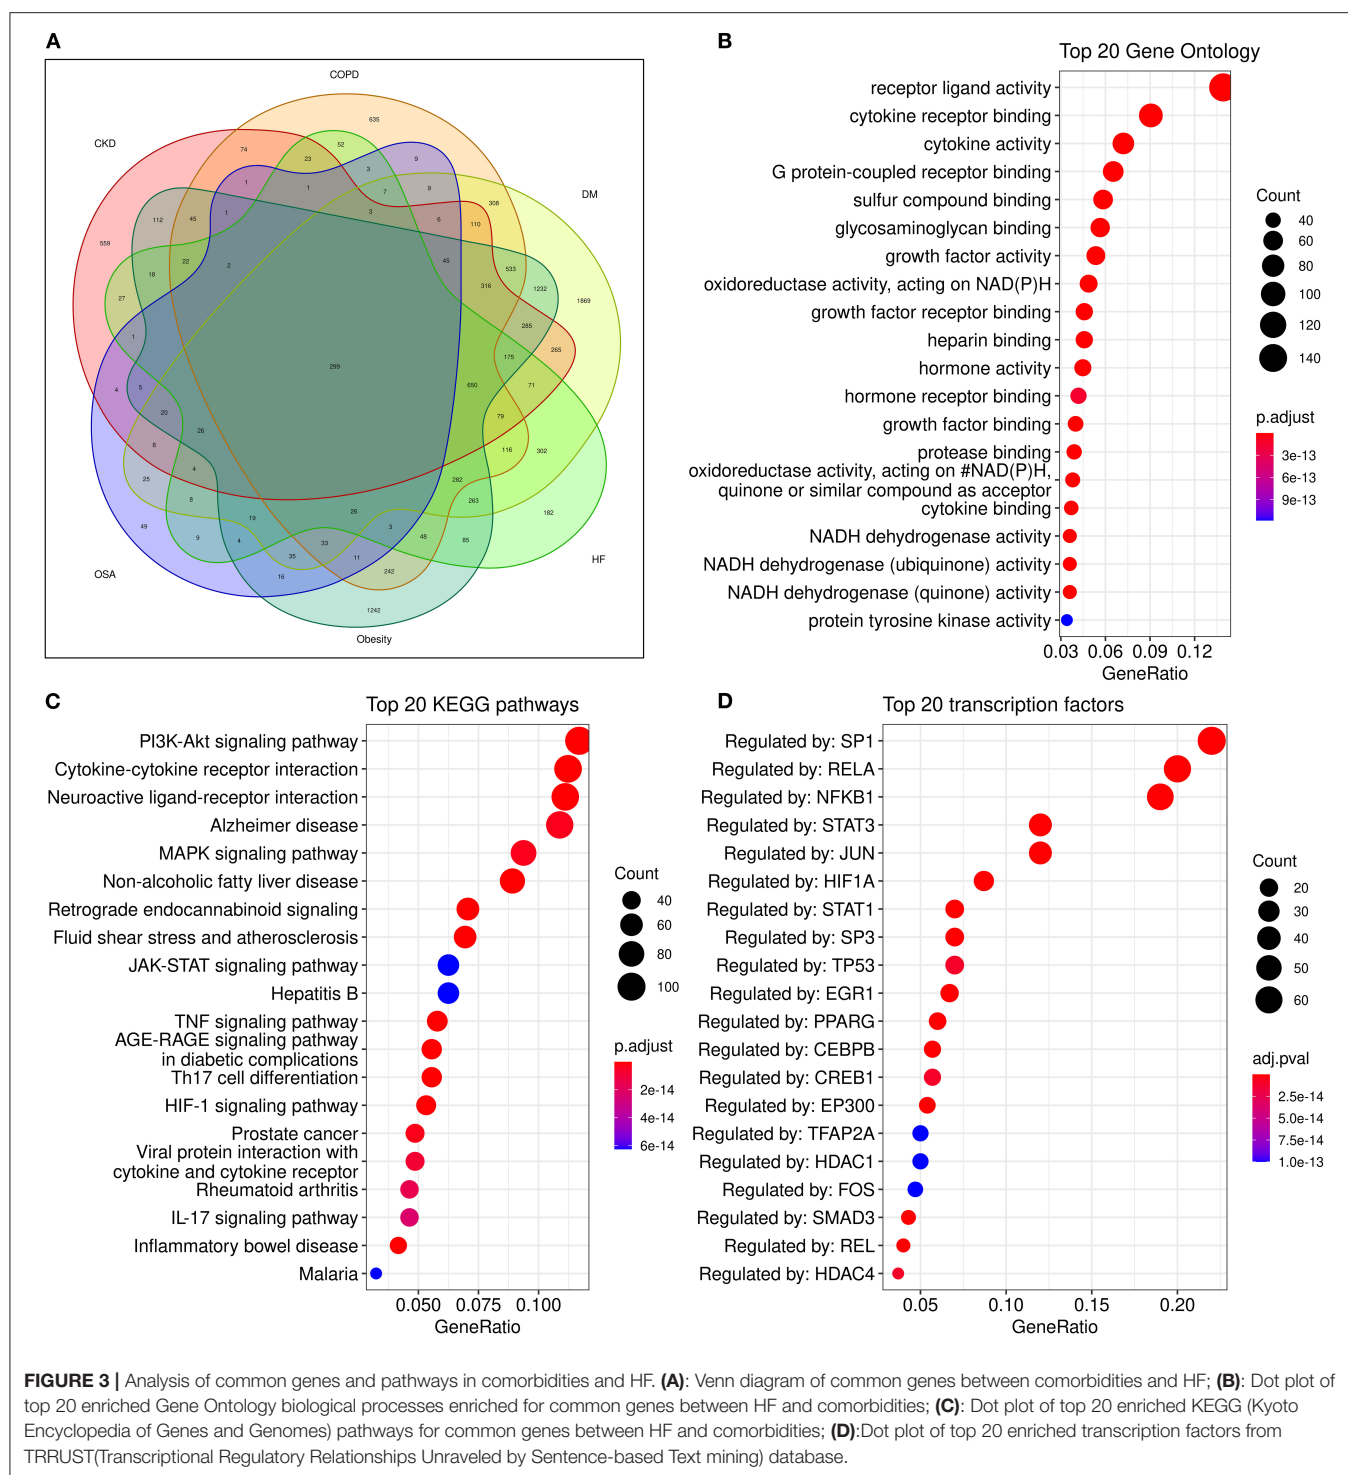 A
COPD
635
CKD
74
52
9
23
3
DM
1
1
7
9
308
112
45
1
3
6
110
559
22
2
45
533
18
316
1232
27
285
1869
1
175
265
299
4
5
650
71
20
79
26
8
116
302
4
25
282
8
263
49
19
26
182
3
9
4
33
48
85
35
11
OSA
16
242
HF
1242
Obesity
B
Top 20 Gene Ontology
receptor ligand activity
cytokine receptor binding
cytokine activity
G protein-coupled receptor binding
sulfur compound binding
glycosaminoglycan binding
growth factor activity
oxidoreductase activity, acting on NAD(P)H
growth factor receptor binding
heparin binding
hormone activity
hormone receptor binding
growth factor binding
protease binding
oxidoreductase activity, acting on #NAD(P)H,
quinone or similar compound as acceptor
cytokine binding
NADH dehydrogenase activity
NADH dehydrogenase (ubiquinone) activity
NADH dehydrogenase (quinone) activity
protein tyrosine kinase activity
0.03 0.06 0.09 0.12
GeneRatio
Count
40
60
80
100
120
140
p.adjust
3e-13
6e-13
9e-13
C
Top 20 KEGG pathways
PI3K-Akt signaling pathway
Cytokine-cytokine receptor interaction
Neuroactive ligand-receptor interaction
Alzheimer disease
MAPK signaling pathway
Non-alcoholic fatty liver disease
Retrograde endocannabinoid signaling
Fluid shear stress and atherosclerosis
JAK-STAT signaling pathway
Hepatitis B
TNF signaling pathway
AGE-RAGE signaling pathway
in diabetic complications
Th17 cell differentiation
HIF-1 signaling pathway
Prostate cancer
Viral protein interaction with
cytokine and cytokine receptor
Rheumatoid arthritis
IL-17 signaling pathway
Inflammatory bowel disease
Malaria
0.050 0.075 0.100
GeneRatio
Count
40
60
80
100
p.adjust
2e-14
4e-14
6e-14
D
Top 20 transcription factors
Regulated by: SP1
Regulated by: RELA
Regulated by: NFKB1
Regulated by: STAT3
Regulated by: JUN
Regulated by: HIF1A
Regulated by: STAT1
Regulated by: SP3
Regulated by: TP53
Regulated by: EGR1
Regulated by: PPARG
Regulated by: CEBPB
Regulated by: CREB1
Regulated by: EP300
Regulated by: TFAP2A
Regulated by: HDAC1
Regulated by: FOS
Regulated by: SMAD3
Regulated by: REL
Regulated by: HDAC4
0.05 0.10 0.15 0.20
GeneRatio
Count
20
30
40
50
60
adj.pval
2.5e-14
5.0e-14
7.5e-14
1.0e-13
FIGURE 3 | Analysis of common genes and pathways in comorbidities and HF. (A): Venn diagram of common genes between comorbidities and HF; (B): Dot plot of
top 20 enriched Gene Ontology biological processes enriched for common genes between HF and comorbidities; (C): Dot plot of top 20 enriched KEGG (Kyoto
Encyclopedia of Genes and Genomes) pathways for common genes between HF and comorbidities; (D):Dot plot of top 20 enriched transcription factors from
TRRUST(Transcriptional Regulatory Relationships Unraveled by Sentence-based Text mining) database.